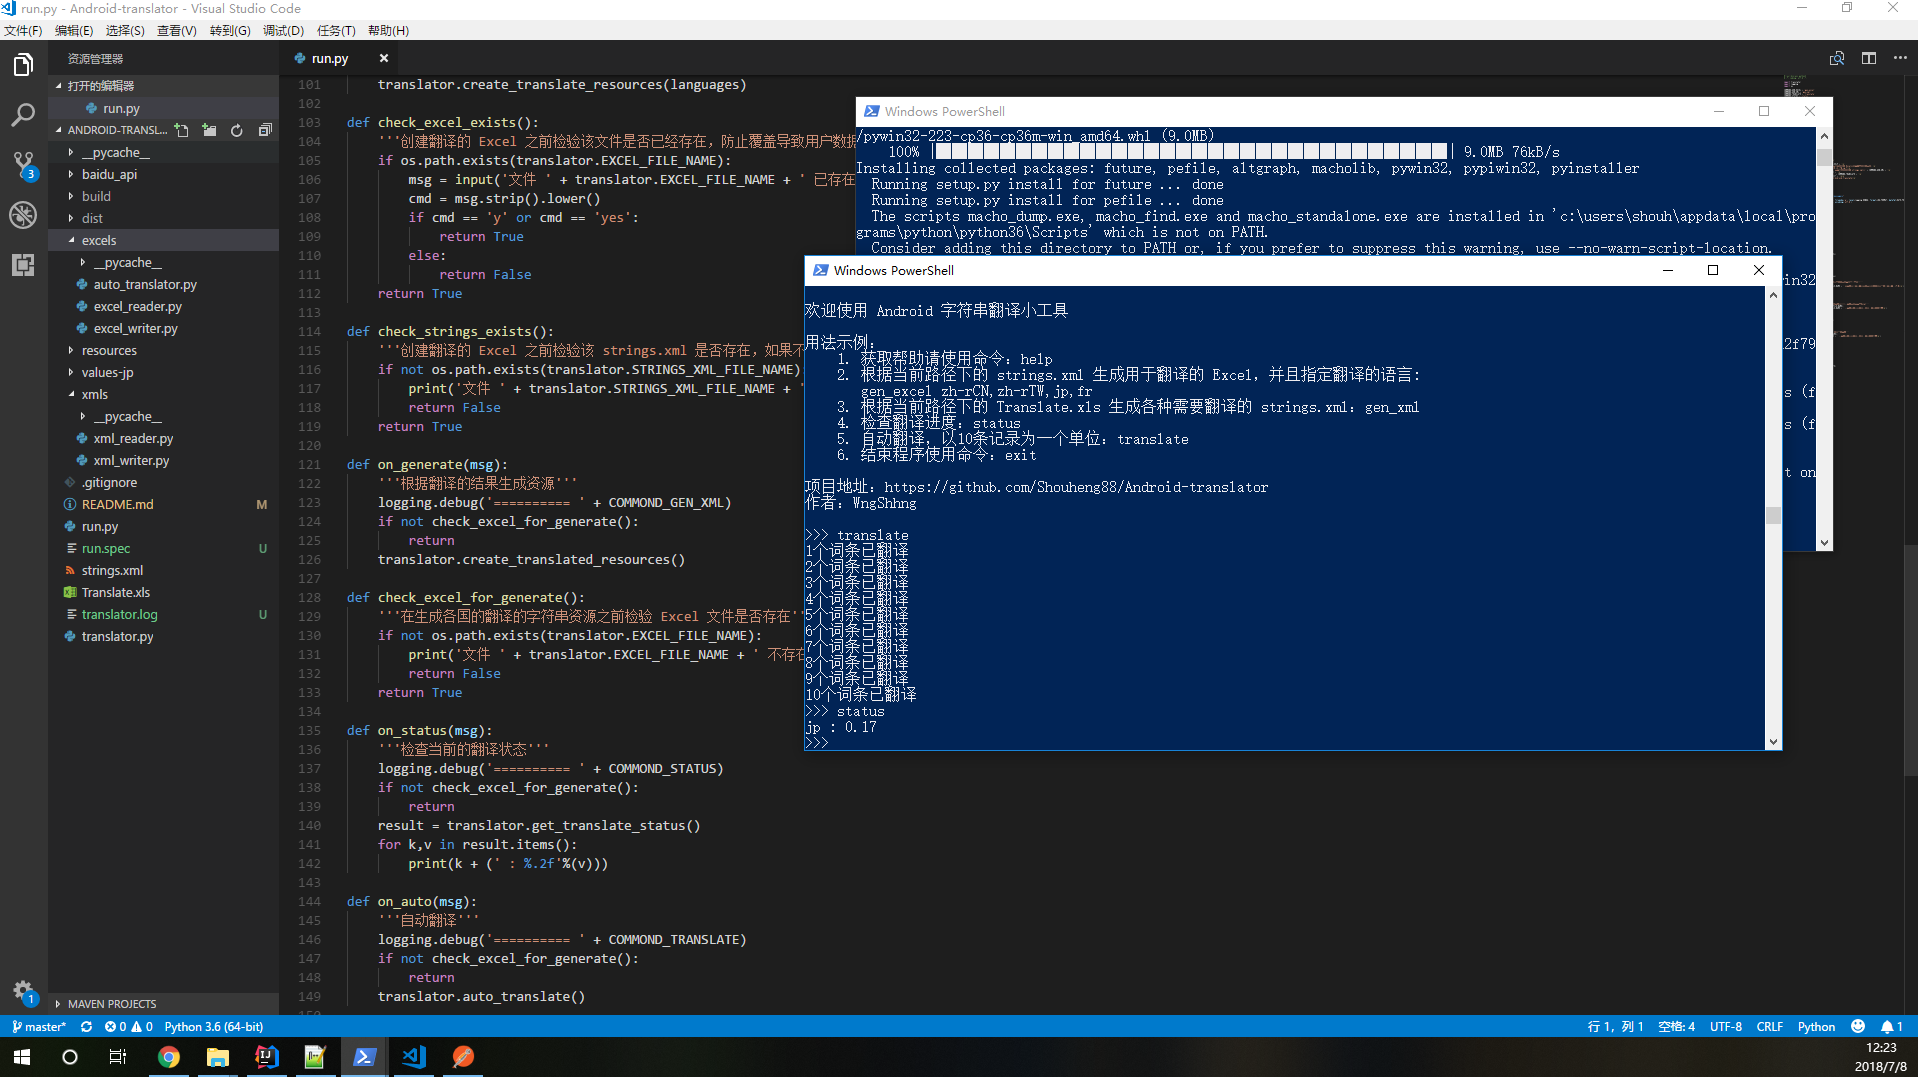 run.py - Android-translator - Visual Studio Code
文件(F) 编辑(E) 选择(S) 查看(V) 转到(G) 调试(D) 任务(T) 帮助(H)
资源管理器
打开的编辑器
run.py
ANDROID-TRANSL...
__pycache__
baidu_api
build
dist
excels
__pycache__
auto_translator.py
excel_reader.py
excel_writer.py
resources
values-jp
xmls
__pycache__
xml_reader.py
xml_writer.py
.gitignore
README.md M
run.py
run.spec U
strings.xml
Translate.xls
translator.log U
translator.py
MAVEN PROJECTS
3
1
run.py
101 translator.create_translate_resources(languages)
102
103 def check_excel_exists():
104 '''创建翻译的 Excel 之前检验该文件是否已经存在，防止覆盖导致用户数据
105 if os.path.exists(translator.EXCEL_FILE_NAME):
106 msg = input('文件 ' + translator.EXCEL_FILE_NAME + ' 已存在
107 cmd = msg.strip().lower()
108 if cmd == 'y' or cmd == 'yes':
109 return True
110 else:
111 return False
112 return True
113
114 def check_strings_exists():
115 '''创建翻译的 Excel 之前检验该 strings.xml 是否存在，如果不
116 if not os.path.exists(translator.STRINGS_XML_FILE_NAME)
117 print('文件 ' + translator.STRINGS_XML_FILE_NAME + '
118 return False
119 return True
120
121 def on_generate(msg):
122 '''根据翻译的结果生成资源'''
123 logging.debug('========== ' + COMMOND_GEN_XML)
124 if not check_excel_for_generate():
125 return
126 translator.create_translated_resources()
127
128 def check_excel_for_generate():
129 '''在生成各国的翻译的字符串资源之前检验 Excel 文件是否存在''
130 if not os.path.exists(translator.EXCEL_FILE_NAME):
131 print('文件 ' + translator.EXCEL_FILE_NAME + ' 不存在
132 return False
133 return True
134
135 def on_status(msg):
136 '''检查当前的翻译状态'''
137 logging.debug('========== ' + COMMOND_STATUS)
138 if not check_excel_for_generate():
139 return
140 result = translator.get_translate_status()
141 for k,v in result.items():
142 print(k + (' : %.2f'%(v)))
143
144 def on_auto(msg):
145 '''自动翻译'''
146 logging.debug('========== ' + COMMOND_TRANSLATE)
147 if not check_excel_for_generate():
148 return
149 translator.auto_translate()
Windows PowerShell
/pywin32-223-cp36-cp36m-win_amd64.whl (9.0MB)
100% | | 9.0MB 76kB/s
Installing collected packages: future, pefile, altgraph, macholib, pywin32, pypiwin32, pyinstaller
Running setup.py install for future ... done
Running setup.py install for pefile ... done
The scripts macho_dump.exe, macho_find.exe and macho_standalone.exe are installed in 'c:\users\shouh\appdata\local\pro
grams\python\python36\Scripts' which is not on PATH.
Consider adding this directory to PATH or, if you prefer to suppress this warning, use --no-warn-script-location.
in32
2f79
s (f
s (f
t on
Windows PowerShell
欢迎使用 Android 字符串翻译小工具
用法示例：
1. 获取帮助请使用命令：help
2. 根据当前路径下的 strings.xml 生成用于翻译的 Excel，并且指定翻译的语言：
gen_excel zh-rCN,zh-rTW,jp,fr
3. 根据当前路径下的 Translate.xls 生成各种需要翻译的 strings.xml：gen_xml
4. 检查翻译进度：status
5. 自动翻译，以10条记录为一个单位：translate
6. 结束程序使用命令：exit
项目地址：https://github.com/Shouheng88/Android-translator
作者：WngShhng
>>> translate
1个词条已翻译
2个词条已翻译
3个词条已翻译
4个词条已翻译
5个词条已翻译
6个词条已翻译
7个词条已翻译
8个词条已翻译
9个词条已翻译
10个词条已翻译
>>> status
jp : 0.17
>>>
master* 0 0 Python 3.6 (64-bit) 行 1，列 1 空格: 4 UTF-8 CRLF Python 1
12:23
2018/7/8